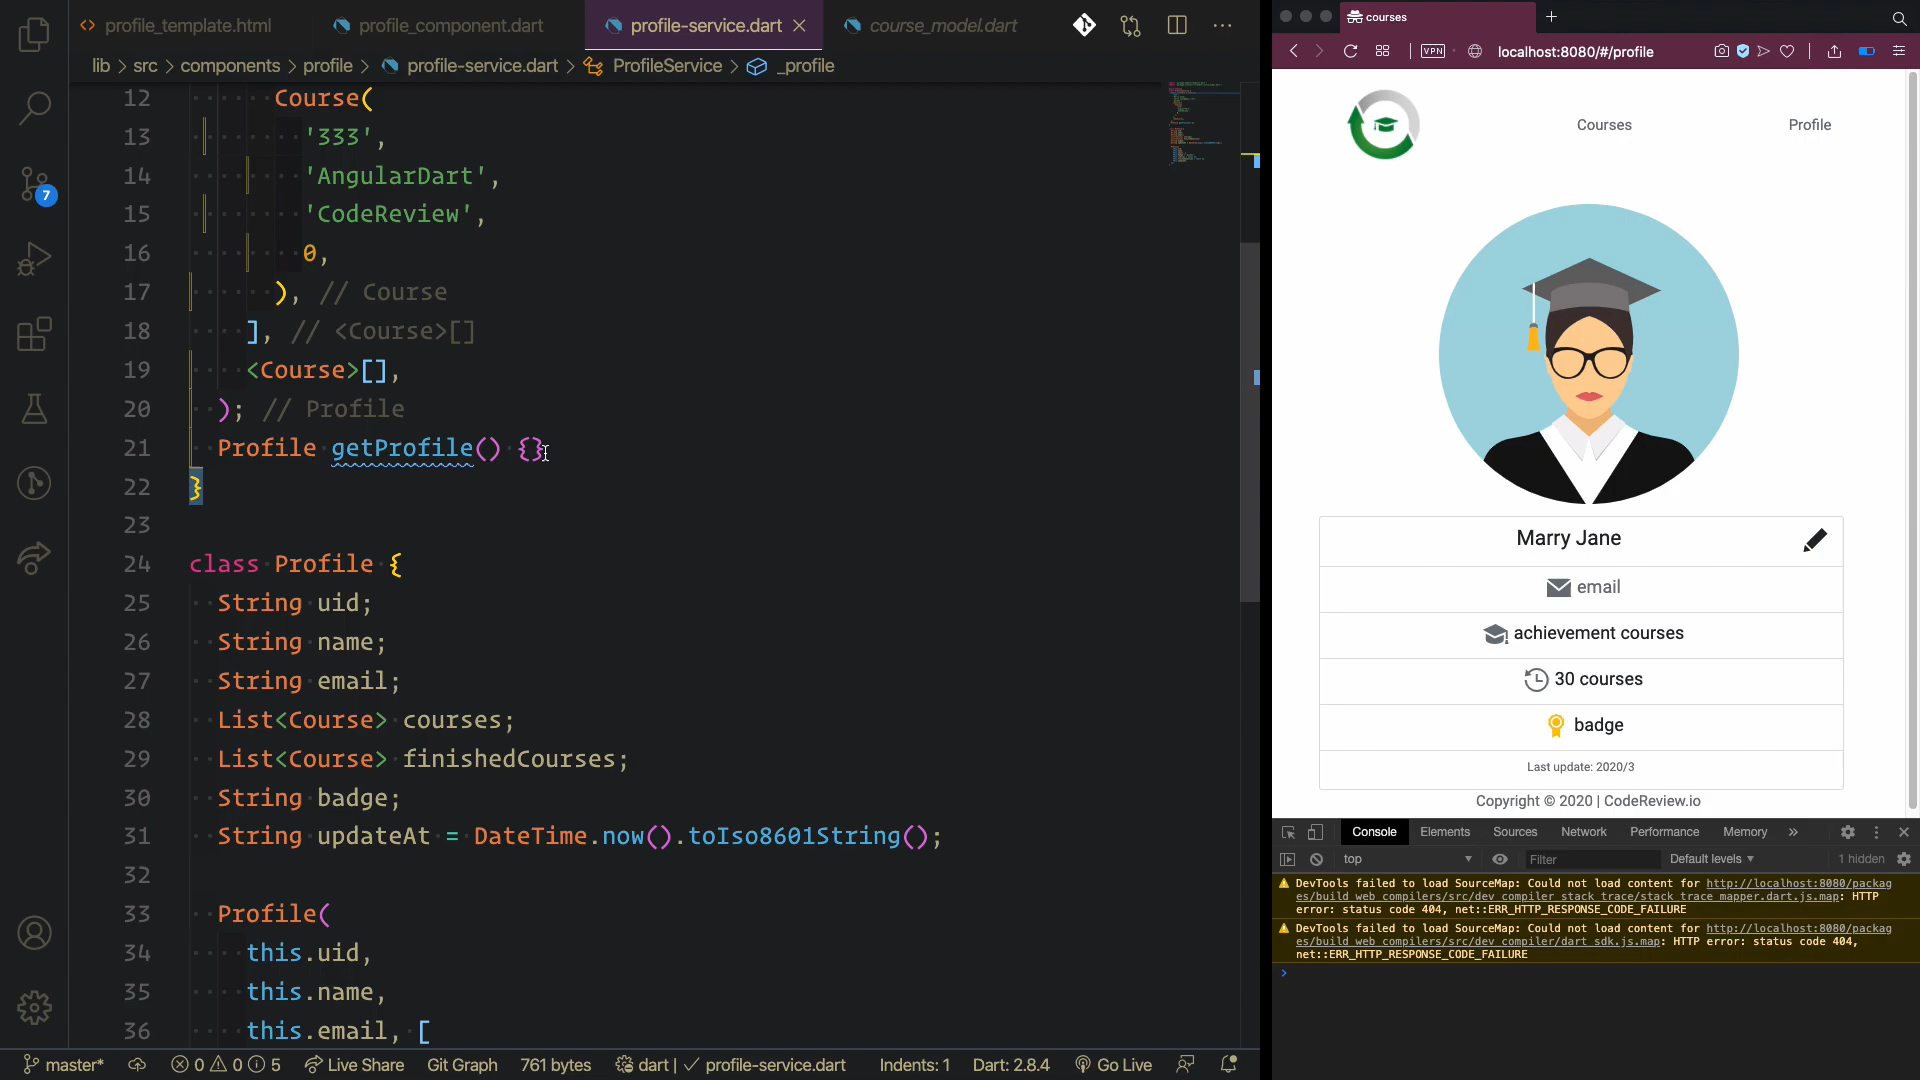 profile_template.html
profile_component.dart
profile-service.dart
course_model.dart
lib > src > components > profile > profile-service.dart > ProfileService > _profile
12 Course(
13 '333',
14 'AngularDart',
15 'CodeReview',
16 0,
17 ), // Course
18 ], // <Course>[]
19 <Course>[],
20 ); // Profile
21 Profile getProfile() {}
22 }
23
24 class Profile {
25 String uid;
26 String name;
27 String email;
28 List<Course> courses;
29 List<Course> finishedCourses;
30 String badge;
31 String updateAt = DateTime.now().toIso8601String();
32
33 Profile(
34 this.uid,
35 this.name,
36 this.email, [
7
master* 0 0 5 Live Share Git Graph 761 bytes dart | ✓ profile-service.dart Indents: 1 Dart: 2.8.4 Go Live
courses
VPN localhost:8080/#/profile
Courses Profile
Marry Jane
email
achievement courses
30 courses
badge
Last update: 2020/3
Copyright © 2020 | CodeReview.io
Console Elements Sources Network Performance Memory »
top Filter Default levels 1 hidden
DevTools failed to load SourceMap: Could not load content for http://localhost:8080/packag
es/build_web_compilers/src/dev_compiler_stack_trace/stack_trace_mapper.dart.js.map: HTTP
error: status code 404, net::ERR_HTTP_RESPONSE_CODE_FAILURE
DevTools failed to load SourceMap: Could not load content for http://localhost:8080/packag
es/build_web_compilers/src/dev_compiler/dart_sdk.js.map: HTTP error: status code 404,
net::ERR_HTTP_RESPONSE_CODE_FAILURE